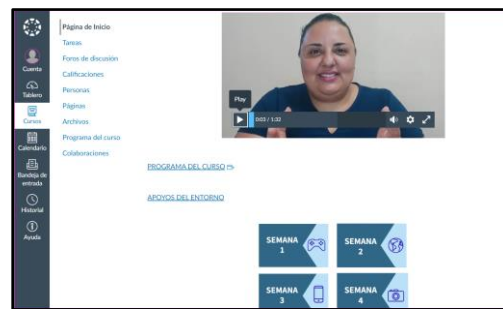 Cuenta
Tablero
Cursos
Calendario
Bandeja de
entrada
Historial
Ayuda
Página de Inicio
Tareas
Foros de discusión
Calificaciones
Personas
Páginas
Archivos
Programa del curso
Colaboraciones
Play
0:03 / 1:32
PROGRAMA DEL CURSO
APOYOS DEL ENTORNO
SEMANA
1
SEMANA
2
SEMANA
3
SEMANA
4